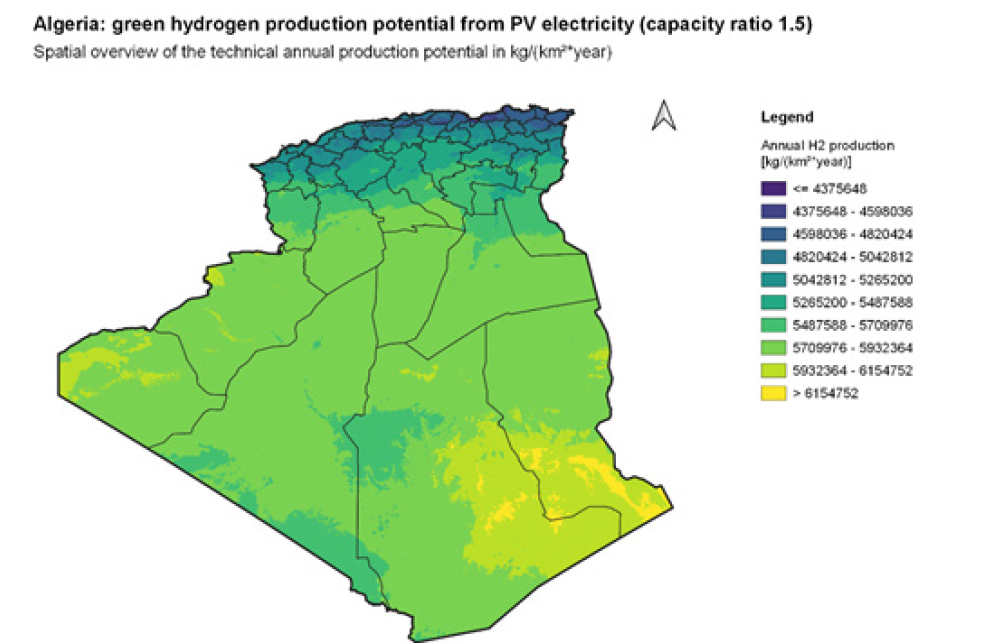 Algeria: green hydrogen production potential from PV electricity (capacity ratio 1.5)
Spatial overview of the technical annual production potential in kg/(km²*year)
Legend
Annual H2 production
[kg/(km²*year)]
<= 4375648
4375648 - 4598036
4598036 - 4820424
4820424 - 5042812
5042812 - 5265200
5265200 - 5487588
5487588 - 5709976
5709976 - 5932364
5932364 - 6154752
> 6154752